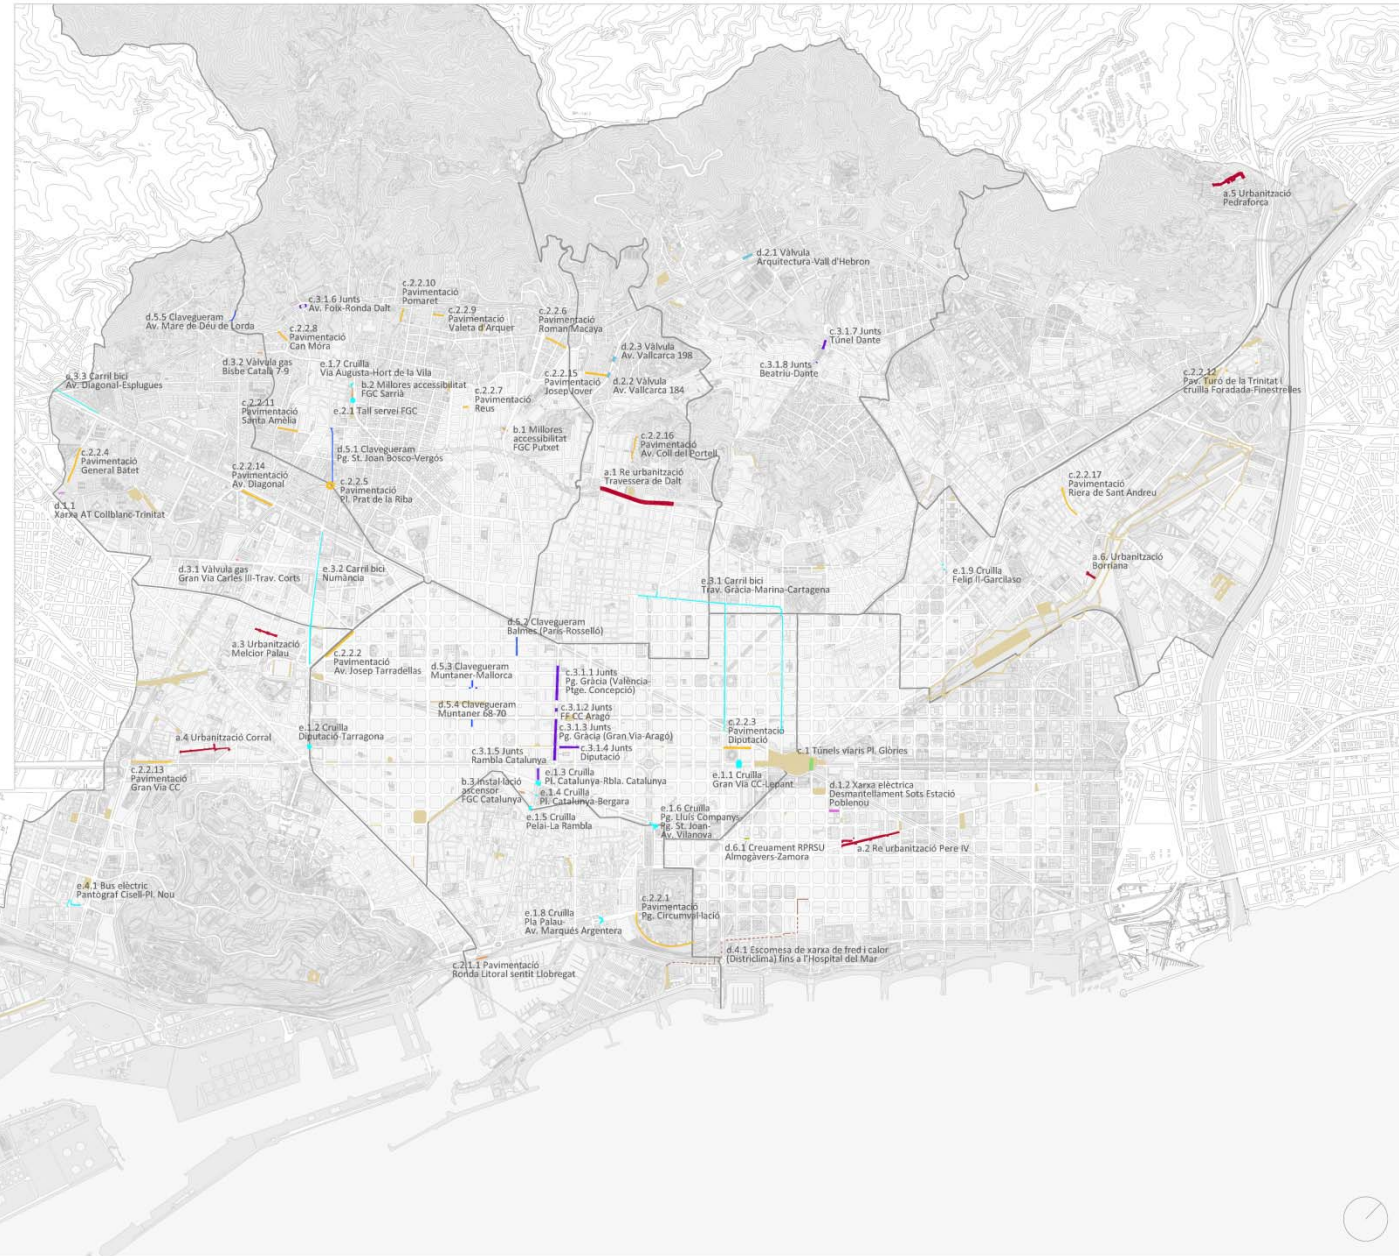 a.5 Urbanització
Pedraforca
d.2.1 Vàlvula
Arquitectura-Vall d'Hebron
c.2.2.10
Pavimentació
Pomaret
c.3.1.6 Junts
Av. Foix-Ronda Dalt
c.2.2.9
Pavimentació
Valeta d'Arquer
c.2.2.6
Pavimentació
Roman Macaya
d.5.5 Clavegueram
Av. Mare de Déu de Lorda
c.2.2.8
Pavimentació
Can Móra
c.3.1.7 Junts
Túnel Dante
d.2.3 Vàlvula
Av. Vallcarca 198
d.3.2 Vàlvula gas
Bisbe Català 7-9
e.1.7 Cruïlla
Via Augusta-Hort de la Vila
c.3.1.8 Junts
Beatriu-Dante
e.3.3 Carril bici
Av. Diagonal-Esplugues
b.2 Millores accessibilitat
FGC Sarrià
c.2.2.15
Pavimentació
Josep Jover
d.2.2 Vàlvula
Av. Vallcarca 184
c.2.2.12
Pav. Turó de la Trinitat i
cruïlla Foradada-Finestrelles
c.2.2.7
Pavimentació
Reus
c.2.2.11
Pavimentació
Santa Amèlia
e.2.1 Tall servei FGC
b.1 Millores
accessibilitat
FGC Putxet
c.2.2.16
Pavimentació
Av. Coll del Portell
c.2.2.4
Pavimentació
General Batet
d.5.1 Clavegueram
Pg. St. Joan Bosco-Vergós
c.2.2.14
Pavimentació
Av. Diagonal
a.1 Re urbanització
Travessera de Dalt
c.2.2.17
Pavimentació
Riera de Sant Andreu
c.2.2.5
Pavimentació
Pl. Prat de la Riba
d.1.1
Xarxa AT Collblanc-Trinitat
a.6. Urbanització
Borriana
d.3.1 Vàlvula gas
Gran Via Carles III-Trav. Corts
e.3.2 Carril bici
Numància
e.1.9 Cruïlla
Felip II-Garcilaso
e.3.1 Carril bici
Trav. Gràcia-Marina-Cartagena
d.5.2 Clavegueram
Balmes (París-Rosselló)
a.3 Urbanització
Melcior Palau
c.2.2.2
Pavimentació
Av. Josep Tarradellas
d.5.3 Clavegueram
Muntaner-Mallorca
c.3.1.1 Junts
Pg. Gràcia (València-
Ptge. Concepció)
d.5.4 Clavegueram
Muntaner 68-70
c.3.1.2 Junts
FF CC Aragó
c.3.1.3 Junts
Pg. Gràcia (Gran Via-Aragó)
c.2.2.3
Pavimentació
Diputació
e.1.2 Cruïlla
Diputació-Tarragona
a.4 Urbanització Corral
c.3.1.5 Junts
Rambla Catalunya
c.3.1.4 Junts
Diputació
c.1 Túnels viaris Pl. Glòries
c.2.2.13
Pavimentació
Gran Via CC
e.1.3 Cruïlla
Pl. Catalunya-Rbla. Catalunya
e.1.1 Cruïlla
Gran Via CC-Lepant
b.3 Instal·lació
ascensor
FGC Catalunya
e.1.4 Cruïlla
Pl. Catalunya-Bergara
d.1.2 Xarxa elèctrica
Desmantellament Sots Estació
Poblenou
e.1.5 Cruïlla
Pelai-La Rambla
e.1.6 Cruïlla
Pg. Lluís Companys-
Pg. St. Joan-
Av. Vilanova
d.6.1 Creuament RPRSU
Almogàvers-Zamora
a.2 Re urbanització Pere IV
e.4.1 Bus elèctric
Pantògraf Cisell-Pl. Nou
c.2.2.1
Pavimentació
Pg. Circumval·lació
e.1.8 Cruïlla
Pla Palau-
Av. Marquès Argentera
d.4.1 Escomesa de xarxa de fred i calor
(Districlima) fins a l'Hospital del Mar
c.2.1.1 Pavimentació
Ronda Litoral sentit Llobregat